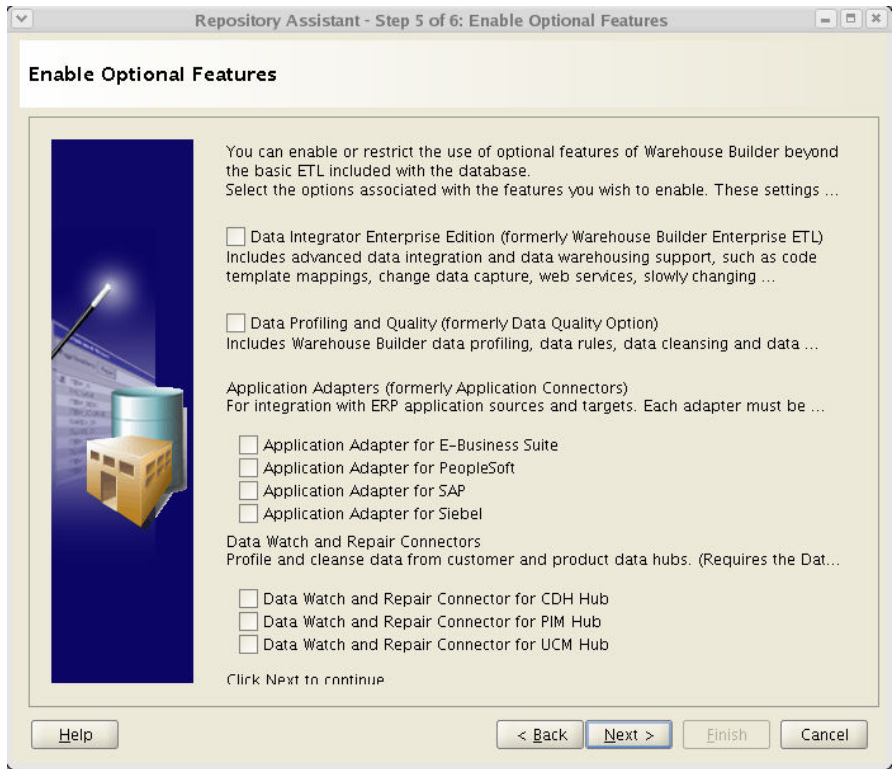 Repository Assistant - Step 5 of 6: Enable Optional Features
Enable Optional Features
You can enable or restrict the use of optional features of Warehouse Builder beyond
the basic ETL included with the database.
Select the options associated with the features you wish to enable. These settings ...
Data Integrator Enterprise Edition (formerly Warehouse Builder Enterprise ETL)
Includes advanced data integration and data warehousing support, such as code
template mappings, change data capture, web services, slowly changing ...
Data Profiling and Quality (formerly Data Quality Option)
Includes Warehouse Builder data profiling, data rules, data cleansing and data ...
Application Adapters (formerly Application Connectors)
For integration with ERP application sources and targets. Each adapter must be ...
Application Adapter for E-Business Suite
Application Adapter for PeopleSoft
Application Adapter for SAP
Application Adapter for Siebel
Data Watch and Repair Connectors
Profile and cleanse data from customer and product data hubs. (Requires the Dat...
Data Watch and Repair Connector for CDH Hub
Data Watch and Repair Connector for PIM Hub
Data Watch and Repair Connector for UCM Hub
Click Next to continue
Help
< Back
Next >
Finish
Cancel